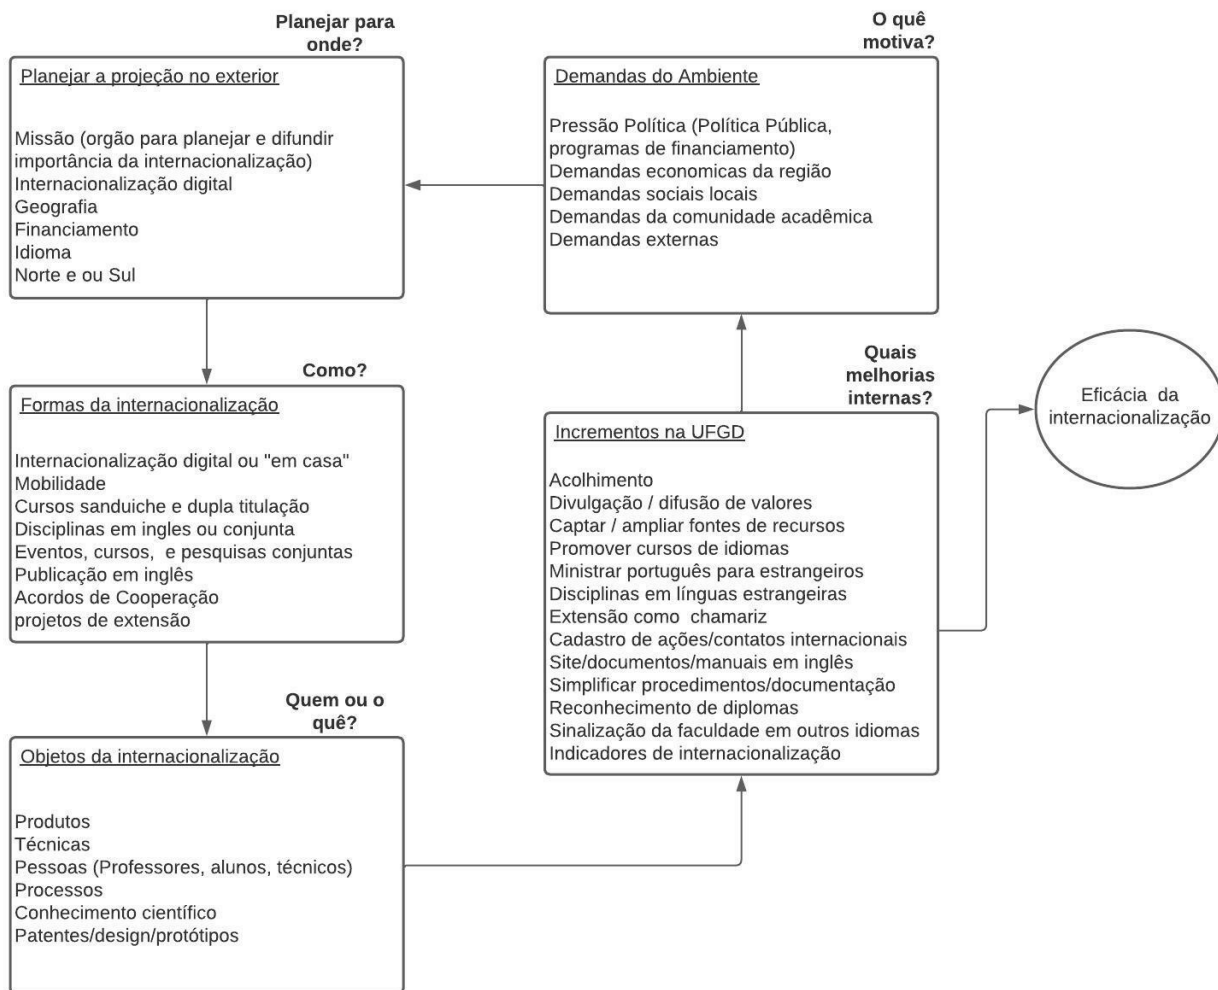 Planejar para
onde?
Planejar a projeção no exterior
Missão (orgão para planejar e difundir
importância da internacionalização)
Internacionalização digital
Geografia
Financiamento
Idioma
Norte e ou Sul
O quê
motiva?
Demandas do Ambiente
Pressão Política (Política Pública,
programas de financiamento)
Demandas economicas da região
Demandas sociais locais
Demandas da comunidade acadêmica
Demandas externas
Como?
Formas da internacionalização
Internacionalização digital ou "em casa"
Mobilidade
Cursos sanduiche e dupla titulação
Disciplinas em ingles ou conjunta
Eventos, cursos,  e pesquisas conjuntas
Publicação em inglês
Acordos de Cooperação
projetos de extensão
Quais
melhorias
internas?
Incrementos na UFGD
Acolhimento
Divulgação / difusão de valores
Captar / ampliar fontes de recursos
Promover cursos de idiomas
Ministrar português para estrangeiros
Disciplinas em línguas estrangeiras
Extensão como  chamariz
Cadastro de ações/contatos internacionais
Site/documentos/manuais em inglês
Simplificar procedimentos/documentação
Reconhecimento de diplomas
Sinalização da faculdade em outros idiomas
Indicadores de internacionalização
Eficácia  da
internacionalização
Quem ou o
quê?
Objetos da internacionalização
Produtos
Técnicas
Pessoas (Professores, alunos, técnicos)
Processos
Conhecimento científico
Patentes/design/protótipos